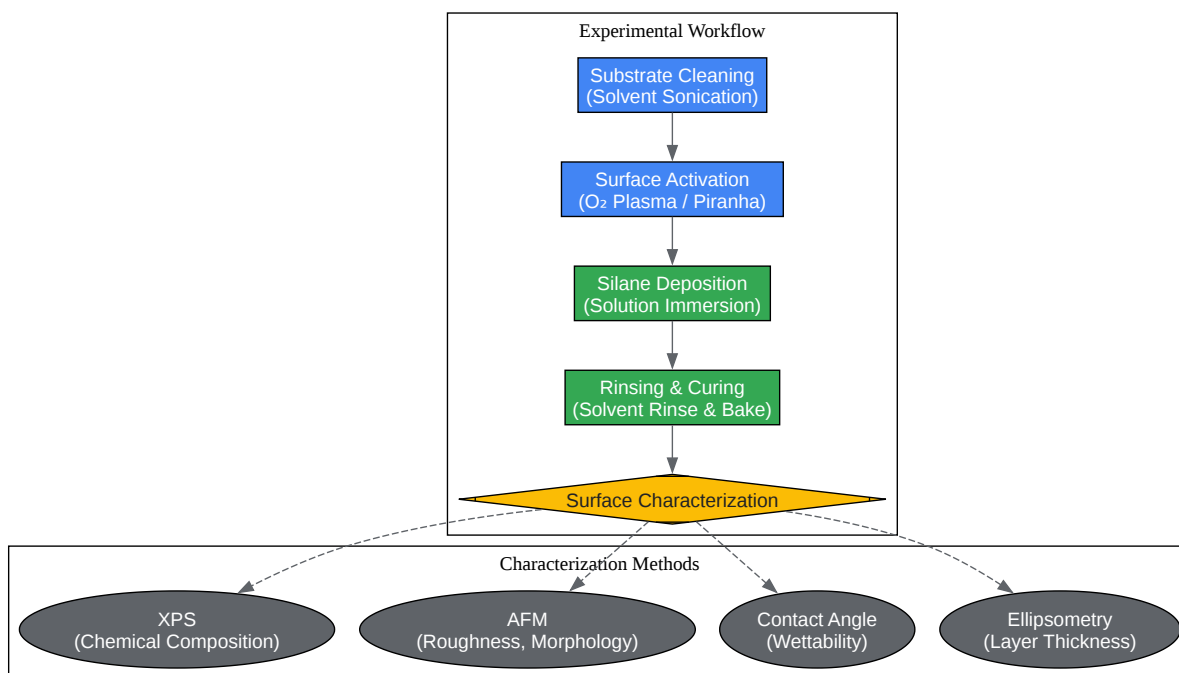 Experimental Workflow
Substrate Cleaning
(Solvent Sonication)
Surface Activation
(O₂ Plasma / Piranha)
Silane Deposition
(Solution Immersion)
Rinsing & Curing
(Solvent Rinse & Bake)
Surface Characterization
Characterization Methods
XPS
(Chemical Composition)
AFM
(Roughness, Morphology)
Contact Angle
(Wettability)
Ellipsometry
(Layer Thickness)